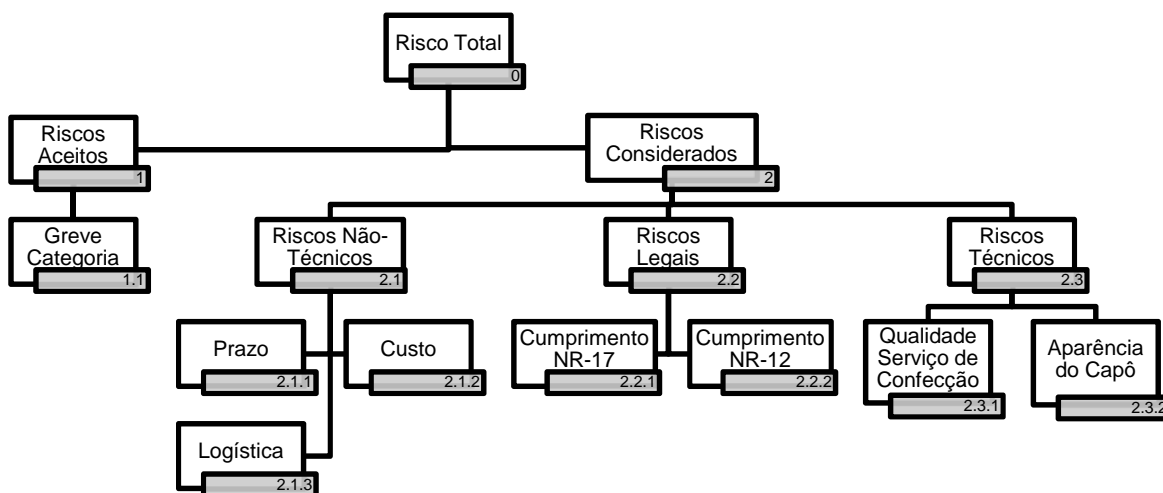 Risco Total
0
Riscos
Aceitos
1
Riscos
Considerados
2
Greve
Categoria
1.1
Riscos Não-
Técnicos
2.1
Riscos
Legais
2.2
Riscos
Técnicos
2.3
Prazo
2.1.1
Custo
2.1.2
Cumprimento
NR-17
2.2.1
Cumprimento
NR-12
2.2.2
Qualidade
Serviço de
Confecção
2.3.1
Aparência
do Capô
2.3.2
Logística
2.1.3